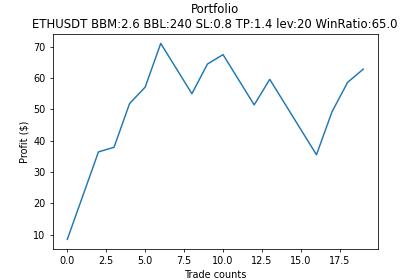 Portfolio
ETHUSDT BBM:2.6 BBL:240 SL:0.8 TP:1.4 lev:20 WinRatio:65.0
70
60
50
40
30
20
10
Profit ($)
0.0 2.5 5.0 7.5 10.0 12.5 15.0 17.5
Trade counts